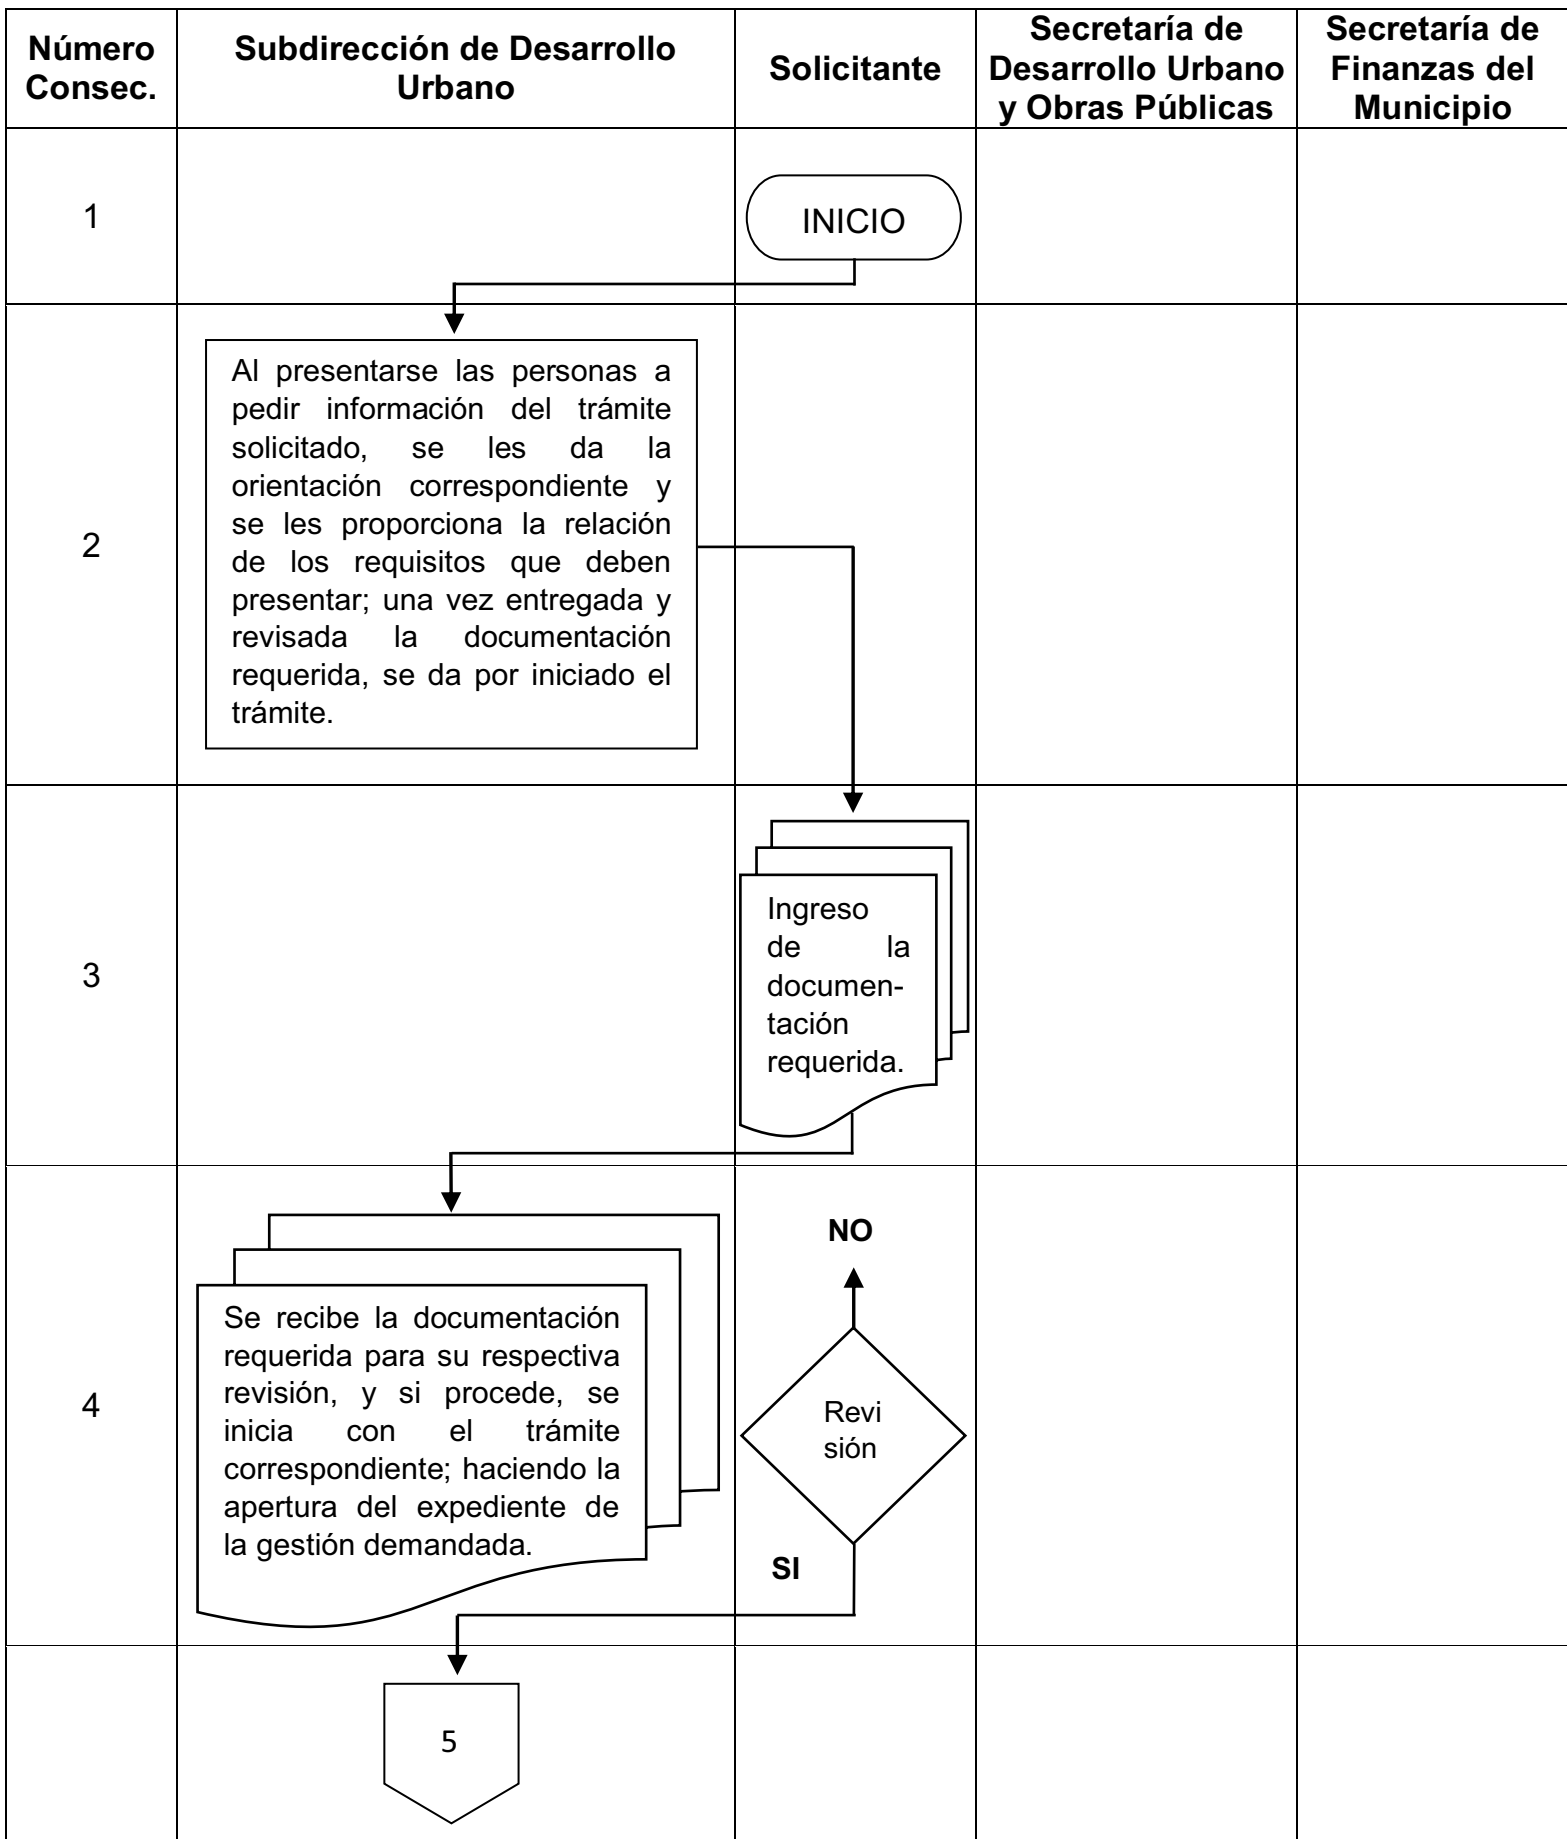 Número
Consec.
Subdirección de Desarrollo
Urbano
Solicitante
Secretaría de
Desarrollo Urbano
y Obras Públicas
Secretaría de
Finanzas del
Municipio
1
INICIO
2
Al presentarse las personas a
pedir información del trámite
solicitado, se les da la
orientación correspondiente y
se les proporciona la relación
de los requisitos que deben
presentar; una vez entregada y
revisada la documentación
requerida, se da por iniciado el
trámite.
3
Ingreso
de la
documen-
tación
requerida.
4
Se recibe la documentación
requerida para su respectiva
revisión, y si procede, se
inicia con el trámite
correspondiente; haciendo la
apertura del expediente de
la gestión demandada.
NO
Revi
sión
SI
5